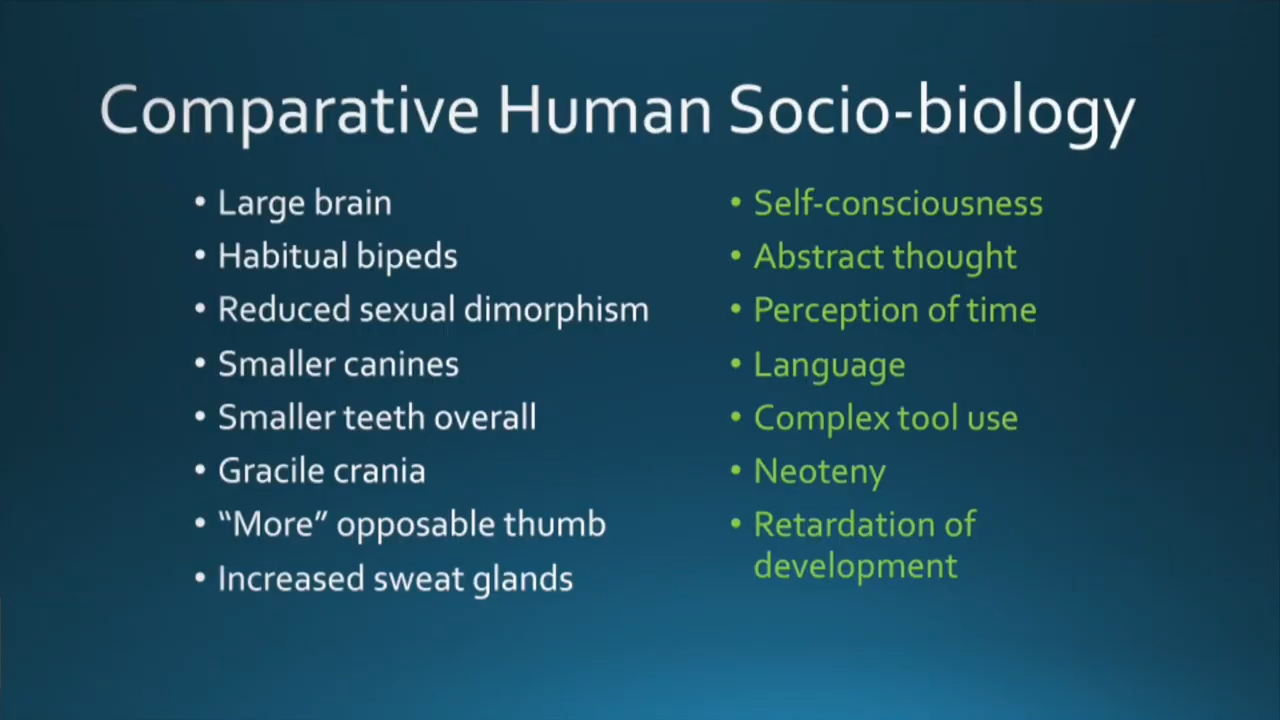 Comparative Human Socio-biology
• Large brain
• Habitual bipeds
• Reduced sexual dimorphism
• Smaller canines
• Smaller teeth overall
• Gracile crania
• “More” opposable thumb
• Increased sweat glands
• Self-consciousness
• Abstract thought
• Perception of time
• Language
• Complex tool use
• Neoteny
• Retardation of
development